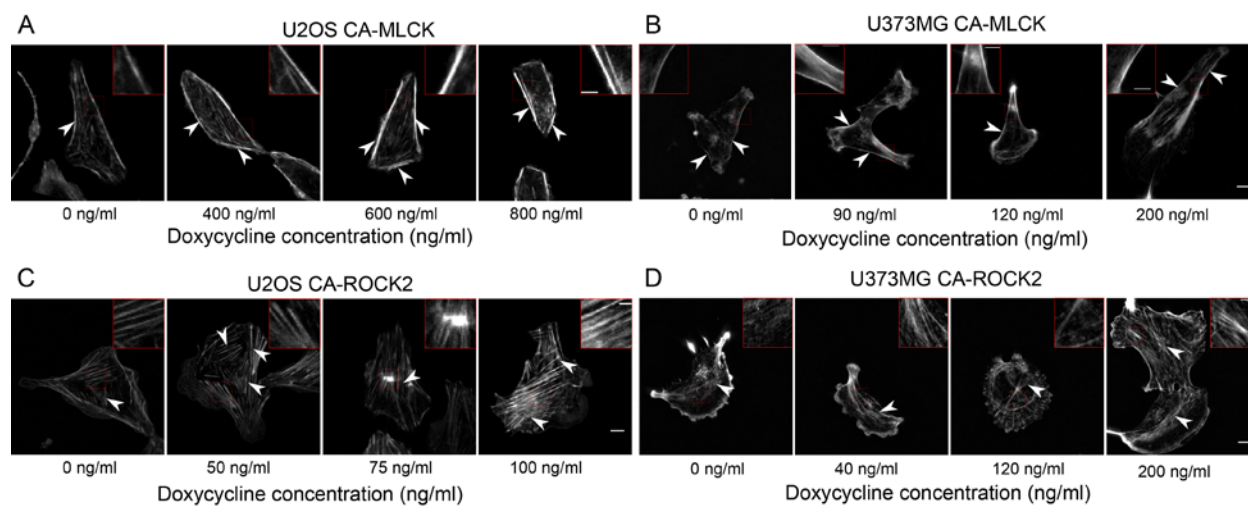 A
U2OS CA-MLCK
0 ng/ml
400 ng/ml
600 ng/ml
800 ng/ml
Doxycycline concentration (ng/ml)
B
U373MG CA-MLCK
0 ng/ml
90 ng/ml
120 ng/ml
200 ng/ml
Doxycycline concentration (ng/ml)
C
U2OS CA-ROCK2
0 ng/ml
50 ng/ml
75 ng/ml
100 ng/ml
Doxycycline concentration (ng/ml)
D
U373MG CA-ROCK2
0 ng/ml
40 ng/ml
120 ng/ml
200 ng/ml
Doxycycline concentration (ng/ml)